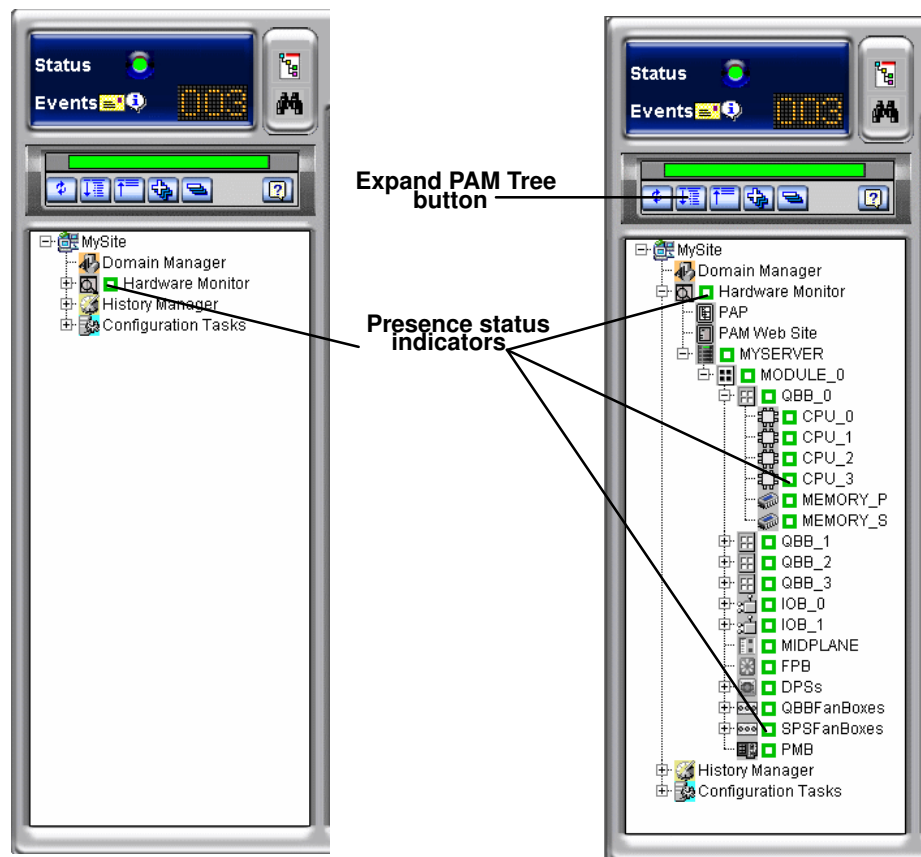 Status
Events
003
MySite
Domain Manager
Hardware Monitor
History Manager
Configuration Tasks
Expand PAM Tree
button
Presence status
indicators
Status
Events
003
MySite
Domain Manager
Hardware Monitor
PAP
PAM Web Site
MYSERVER
MODULE_0
QBB_0
CPU_0
CPU_1
CPU_2
CPU_3
MEMORY_P
MEMORY_S
QBB_1
QBB_2
QBB_3
IOB_0
IOB_1
MIDPLANE
FPB
DPSs
QBBFanBoxes
SPSFanBoxes
PMB
History Manager
Configuration Tasks